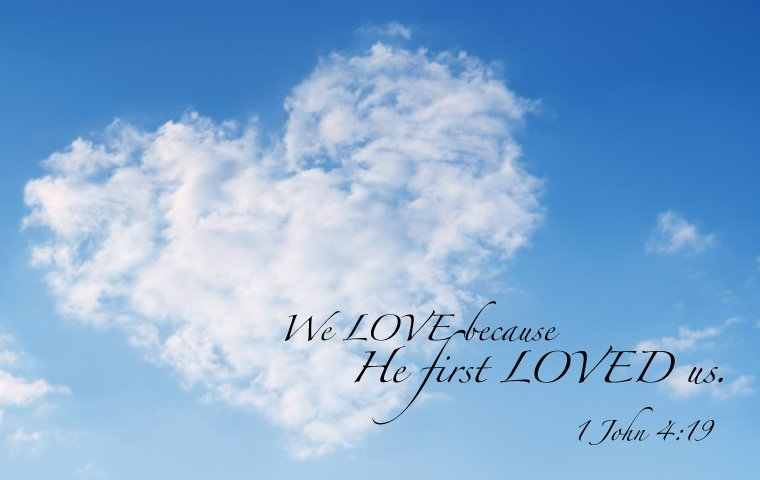 We LOVE because
He first LOVED us.
1 John 4:19